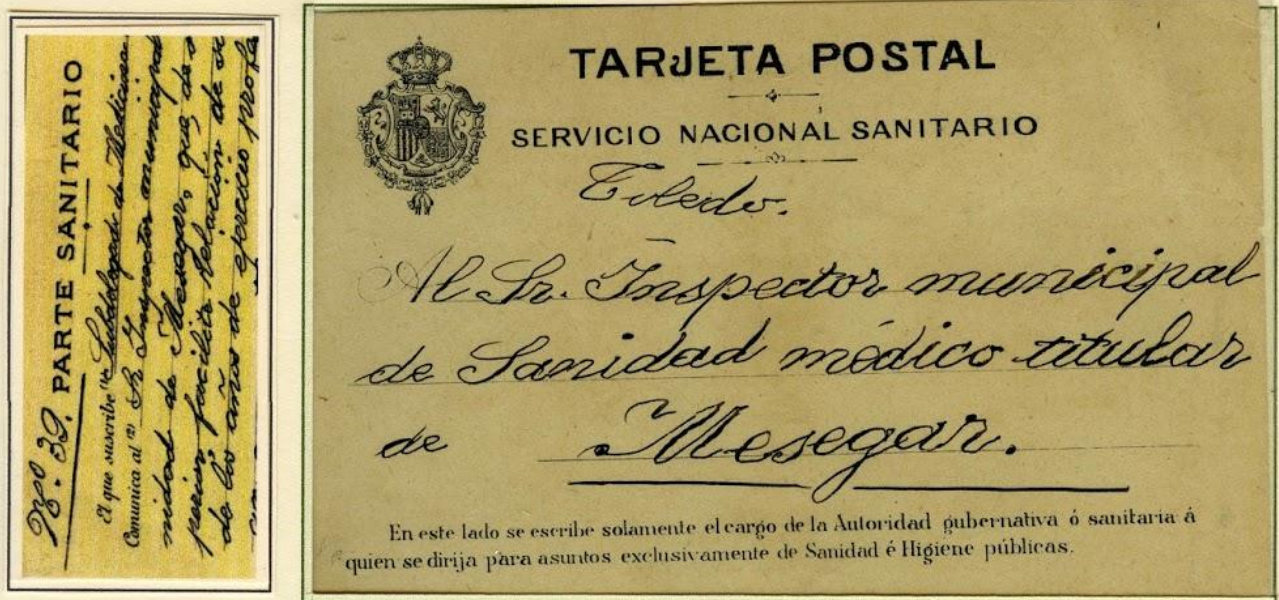 Nº. 39. PARTE SANITARIO
El que suscribe (1) Subdelegado de Medicina
Comunica al (2) Sr. Inspector municipal
de Mesegar, que
facilite relación de
de los años de ejercicio profe
TARJETA POSTAL
SERVICIO NACIONAL SANITARIO
Toledo.
Al Sr. Inspector municipal
de Sanidad médico titular
de Mesegar.
En este lado se escribe solamente el cargo de la Autoridad gubernativa ó sanitaria á
quien se dirija para asuntos exclusivamente de Sanidad é Higiene públicas.